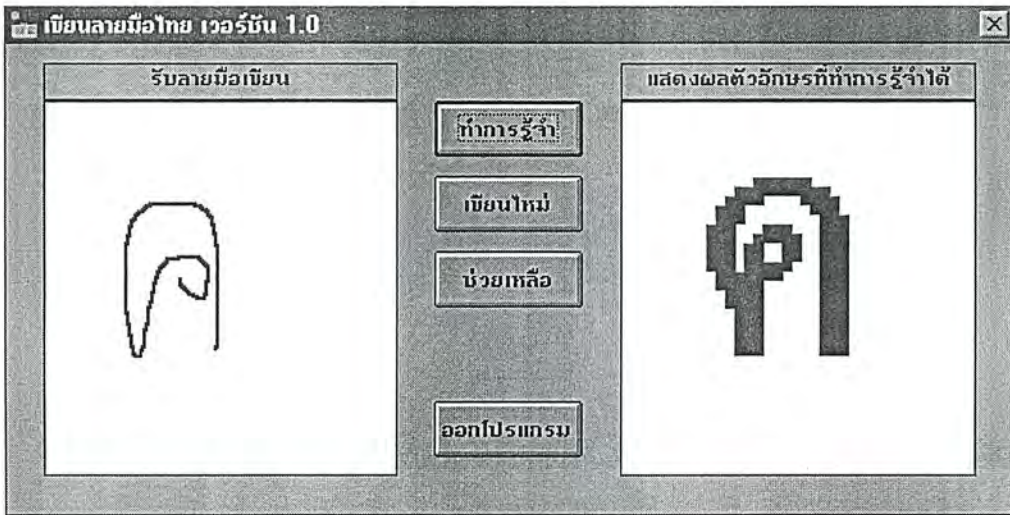 เขียนลายมือไทย เวอร์ชัน 1.0
รับลายมือเขียน
แสดงผลตัวอักษรที่ทำการรู้จำได้
ทำการรู้จำ
เขียนใหม่
ช่วยเหลือ
ออกโปรแกรม
ค
ค